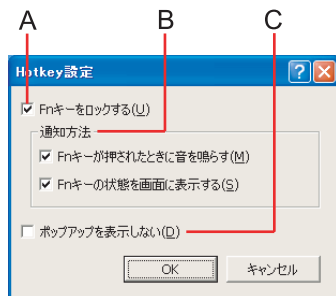 A B C
Hotkey設定
Fnキーをロックする(U)
通知方法
Fnキーが押されたときに音を鳴らす(M)
Fnキーの状態を画面に表示する(S)
ポップアップを表示しない(D)
OK キャンセル